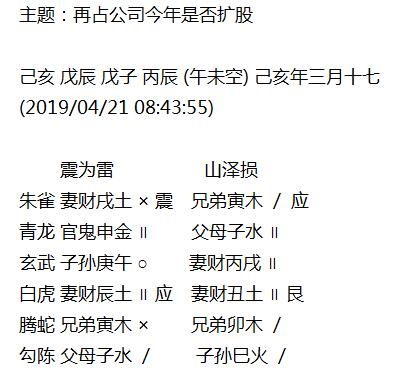 主题：再占公司今年是否扩股
己亥 戊辰 戊子 丙辰 (午未空) 己亥年三月十七
(2019/04/21 08:43:55)
震为雷 山泽损
朱雀 妻财戌土 × 震 兄弟寅木 / 应
青龙 官鬼申金 〃 父母子水 〃
玄武 子孙庚午 ○ 妻财丙戌 〃
白虎 妻财辰土 〃 应 妻财丑土 〃 艮
腾蛇 兄弟寅木 × 兄弟卯木 /
勾陈 父母子水 / 子孙巳火 /